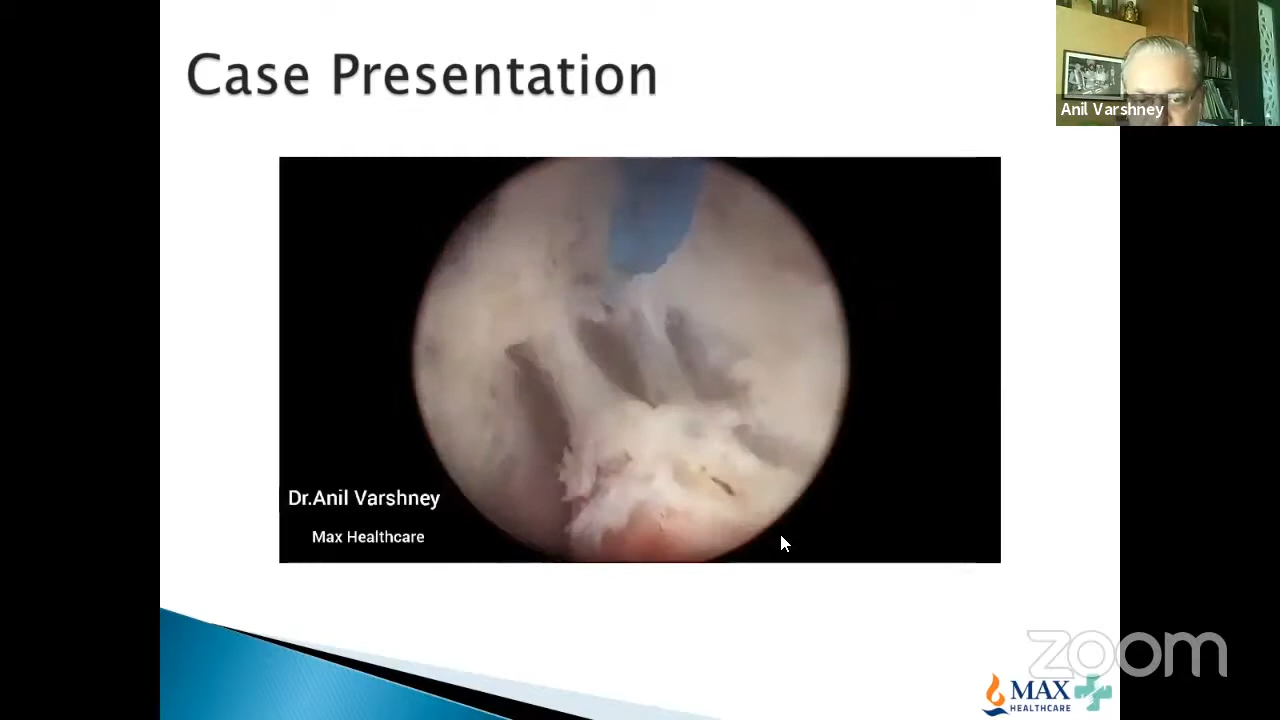 Case Presentation
Anil Varshney
Dr.Anil Varshney
Max Healthcare
zoom
MAX
HEALTHCARE